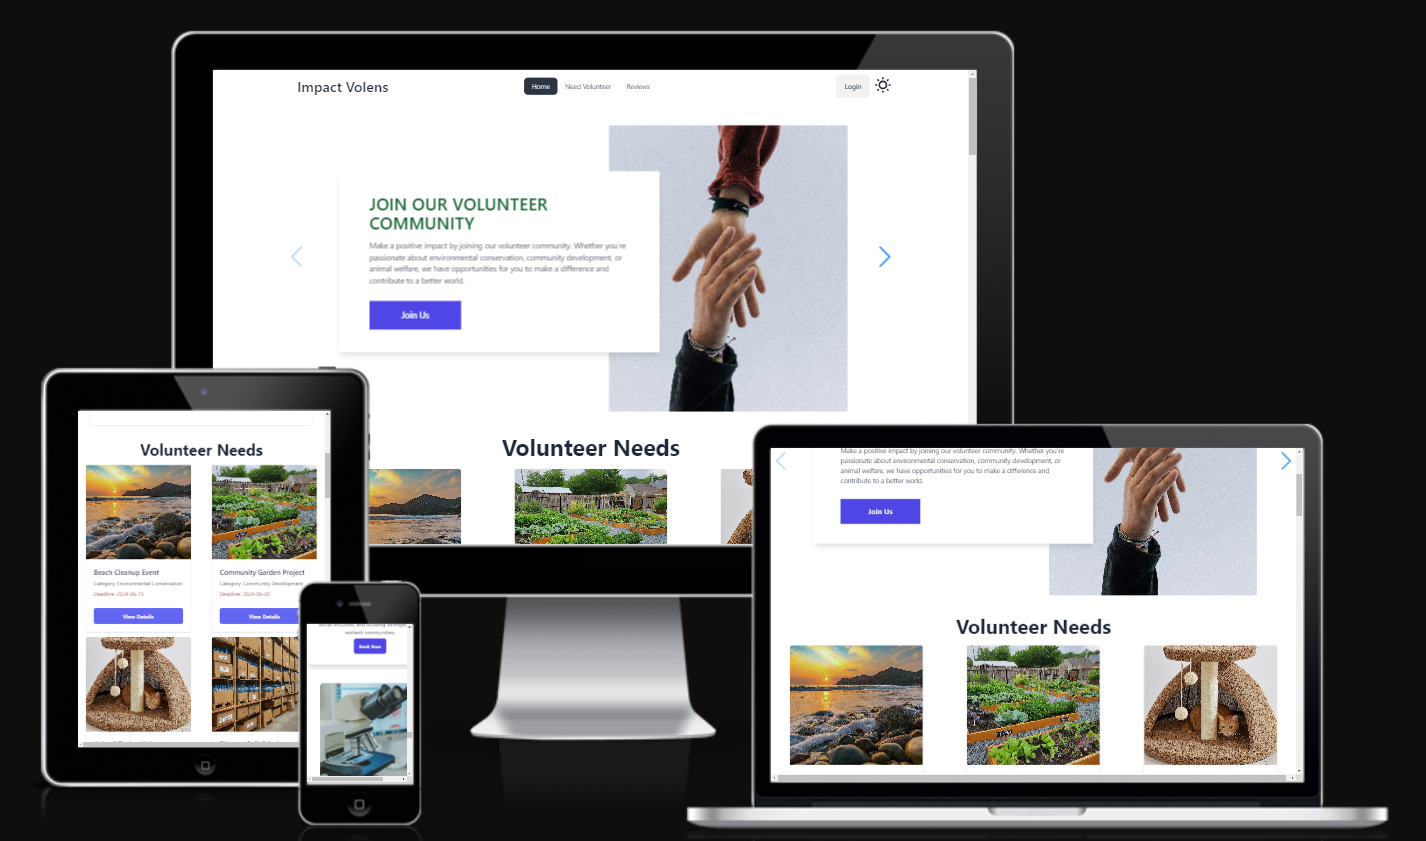 Impact Volens
Home
Need Volunteer
Reviews
Login
JOIN OUR VOLUNTEER
COMMUNITY
Make a positive impact by joining our volunteer community. Whether you're
passionate about environmental conservation, community development, or
animal welfare, we have opportunities for you to make a difference and
contribute to a better world.
Join Us
Volunteer Needs
Volunteer Needs
Beach Cleanup Event
Category: Environmental Conservation
Deadline: 2024-06-15
View Details
Community Garden Project
Category: Community Development
Deadline: 2024-06-20
View Details
resilient communities.
Book Now
Make a positive impact by joining our volunteer community. Whether you're
passionate about environmental conservation, community development, or
animal welfare, we have opportunities for you to make a difference and
contribute to a better world.
Join Us
Volunteer Needs